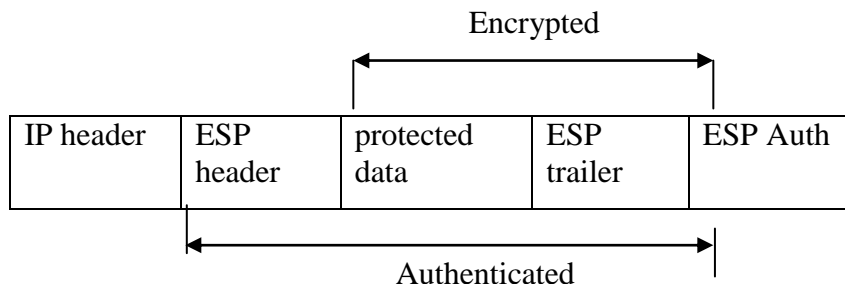 Encrypted
IP header
ESP
header
protected
data
ESP
trailer
ESP Auth
Authenticated